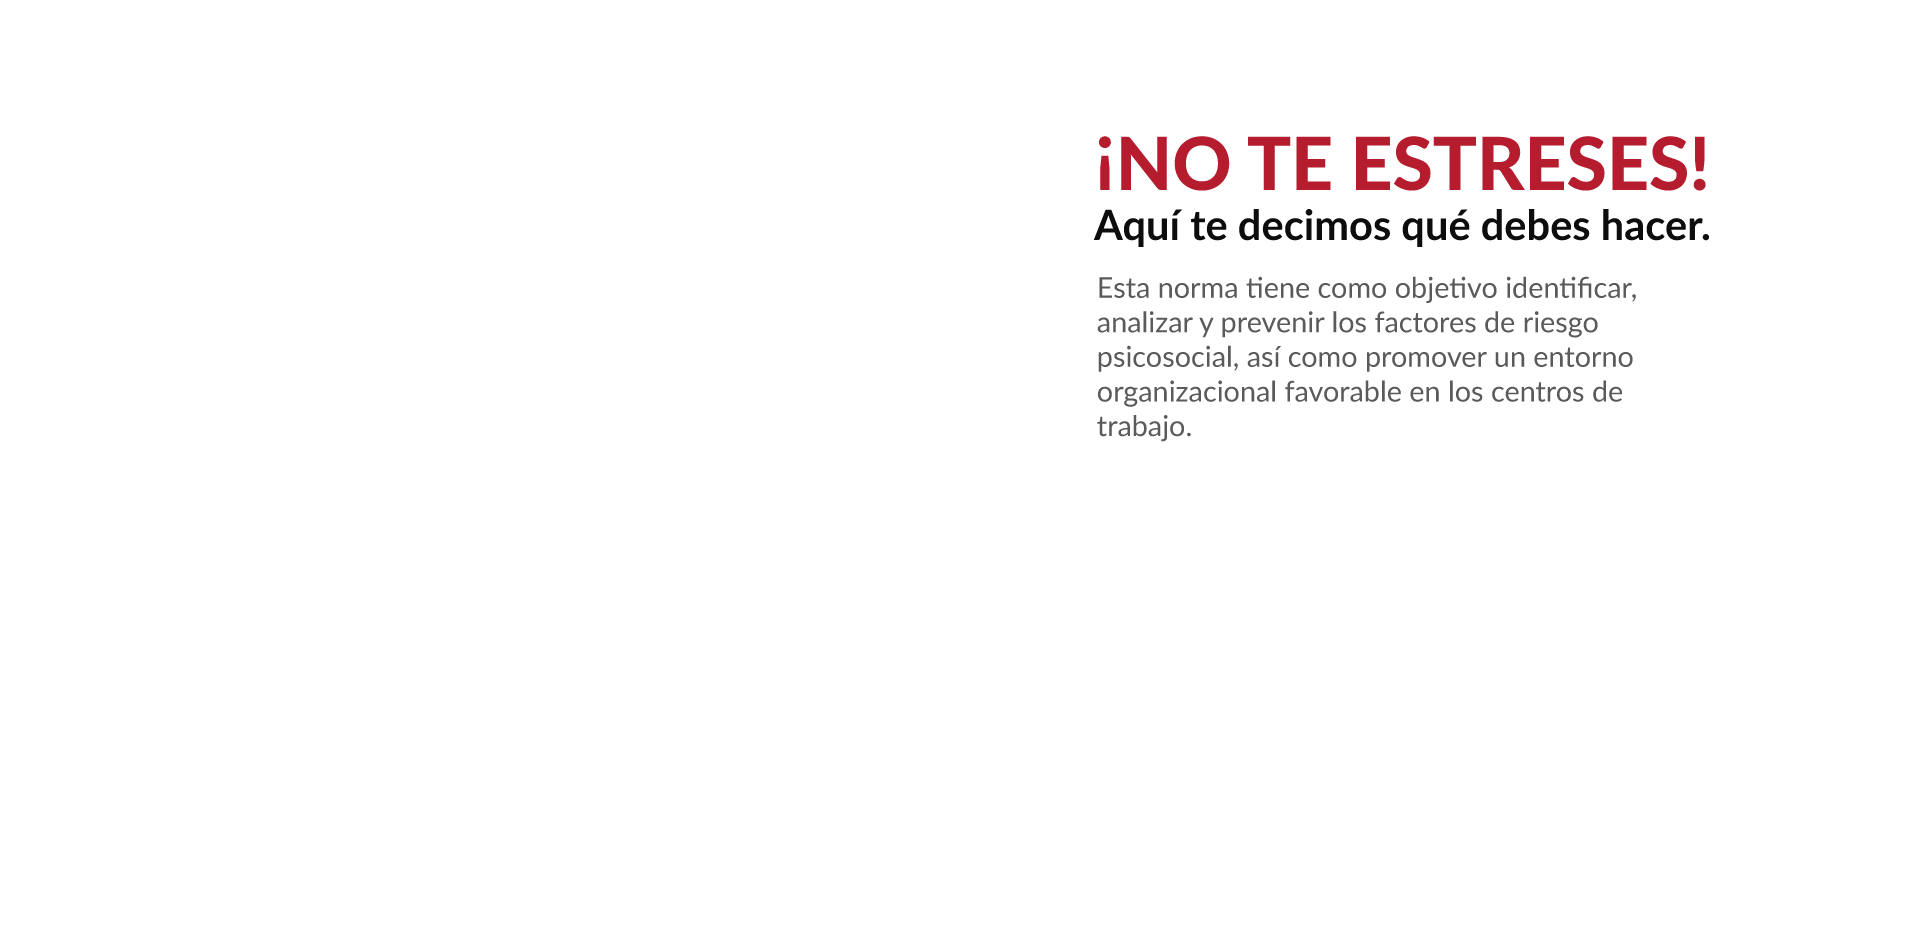 ¡NO TE ESTRESES!
Aquí te decimos qué debes hacer.
Esta norma tiene como objetivo identificar,
analizar y prevenir los factores de riesgo
psicosocial, así como promover un entorno
organizacional favorable en los centros de
trabajo.